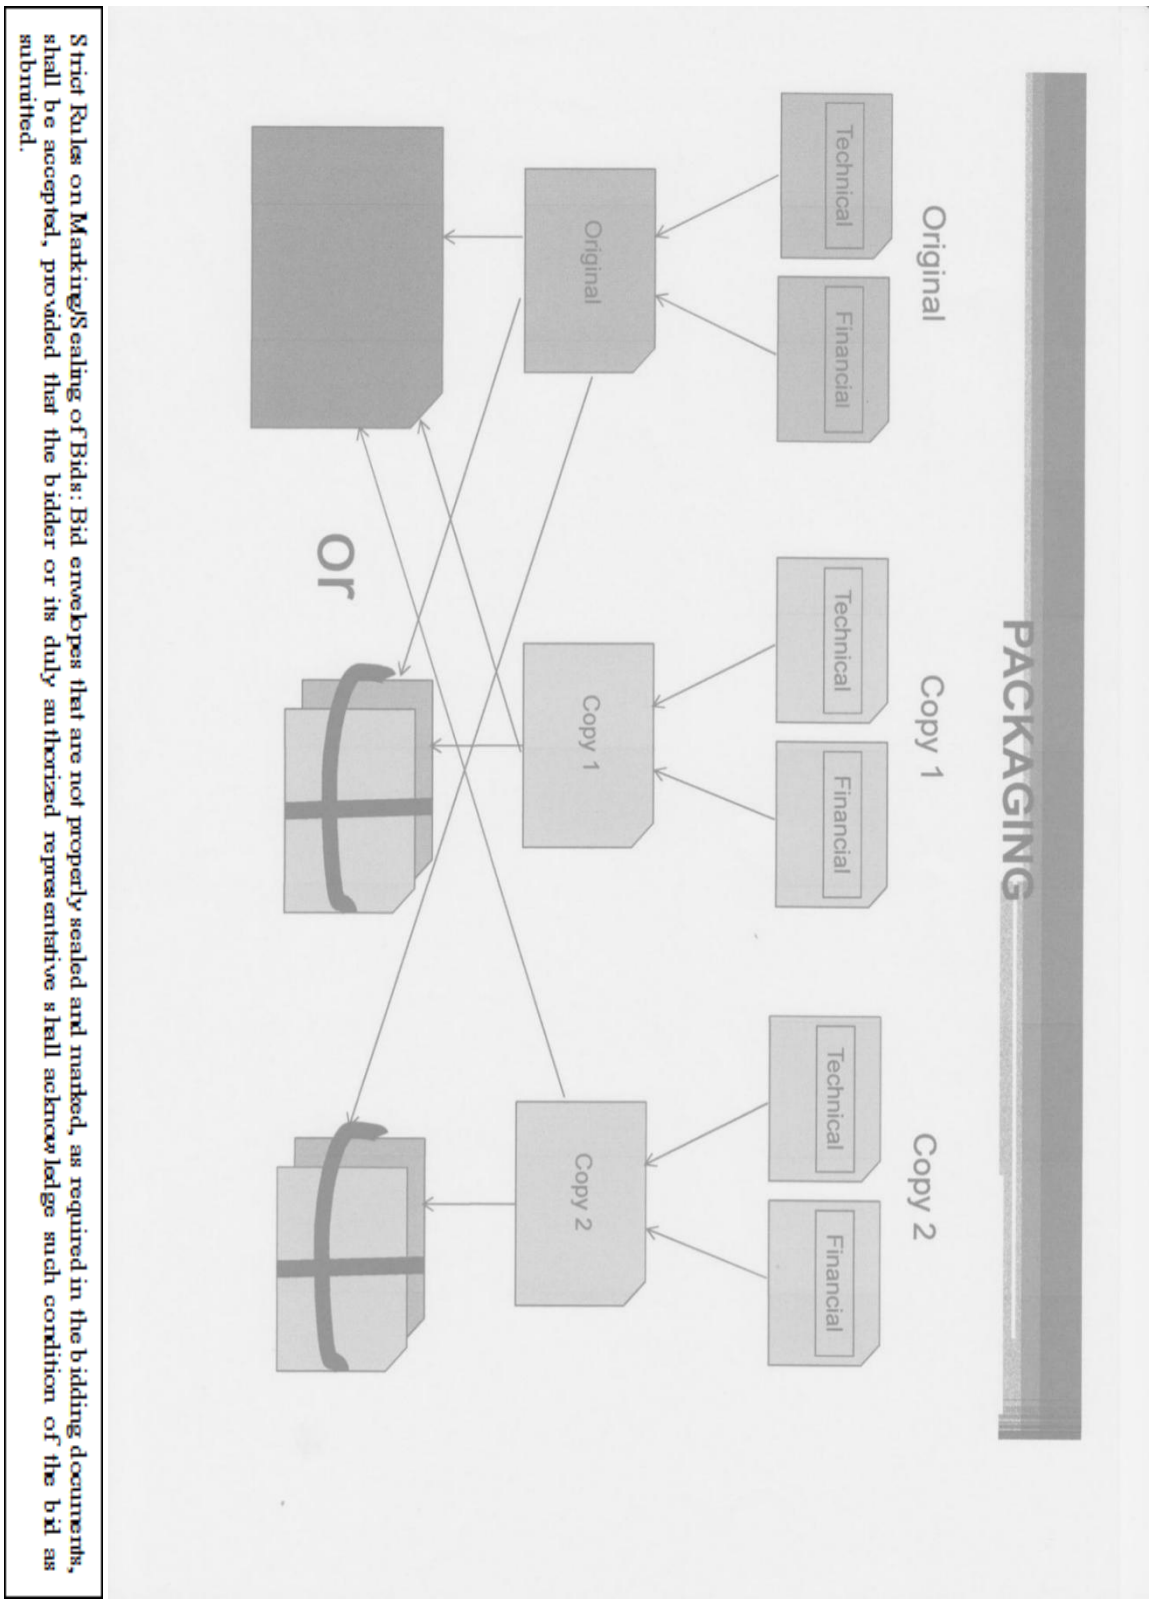 PACKAGING
Original
Copy 1
Copy 2
Technical
Financial
Technical
Financial
Technical
Financial
Original
Copy 1
Copy 2
or
Strict Rules on Marking/Sealing of Bids: Bid envelopes that are not properly sealed and marked, as required in the bidding documents,
shall be accepted, provided that the bidder or its duly authorized representative shall acknowledge such condition of the bid as
submitted.